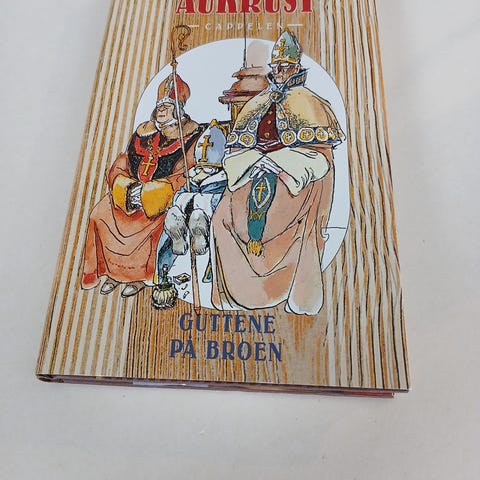 AUKRUST
— CAPPELEN —
GUTTENE
PÅ BROEN